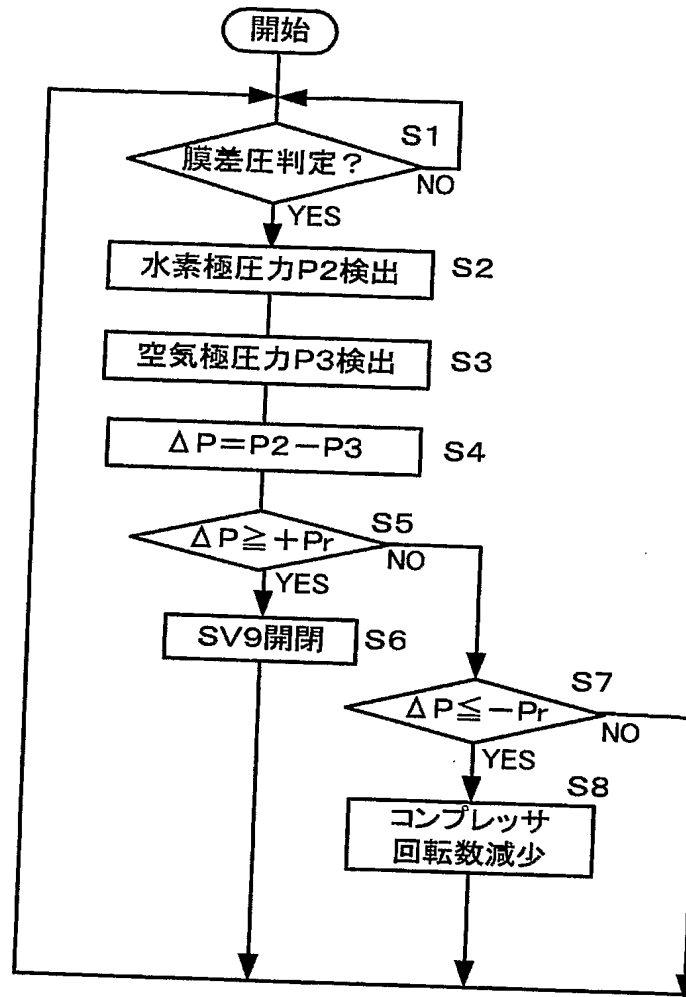 開始
S1
膜差圧判定？
NO
YES
水素極圧力P2検出
S2
空気極圧力P3検出
S3
ΔP＝P2－P3
S4
S5
ΔP≧＋Pr
NO
YES
SV9開閉
S6
S7
ΔP≦－Pr
NO
YES
S8
コンプレッサ
回転数減少